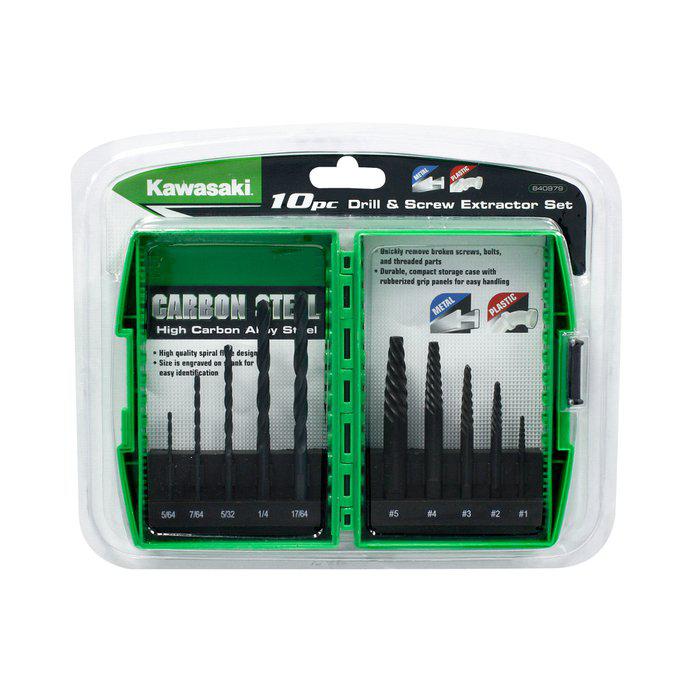 Kawasaki.
METAL
PLASTIC
840979
10pc Drill & Screw Extractor Set
CARBON STEEL
High Carbon Alloy Steel
• High quality spiral flute design
• Size is engraved on shank for
easy identification
• Quickly remove broken screws, bolts,
and threaded parts
• Durable, compact storage case with
rubberized grip panels for easy handling
METAL
PLASTIC
5/64 7/64 5/32 1/4 17/64
#5 #4 #3 #2 #1